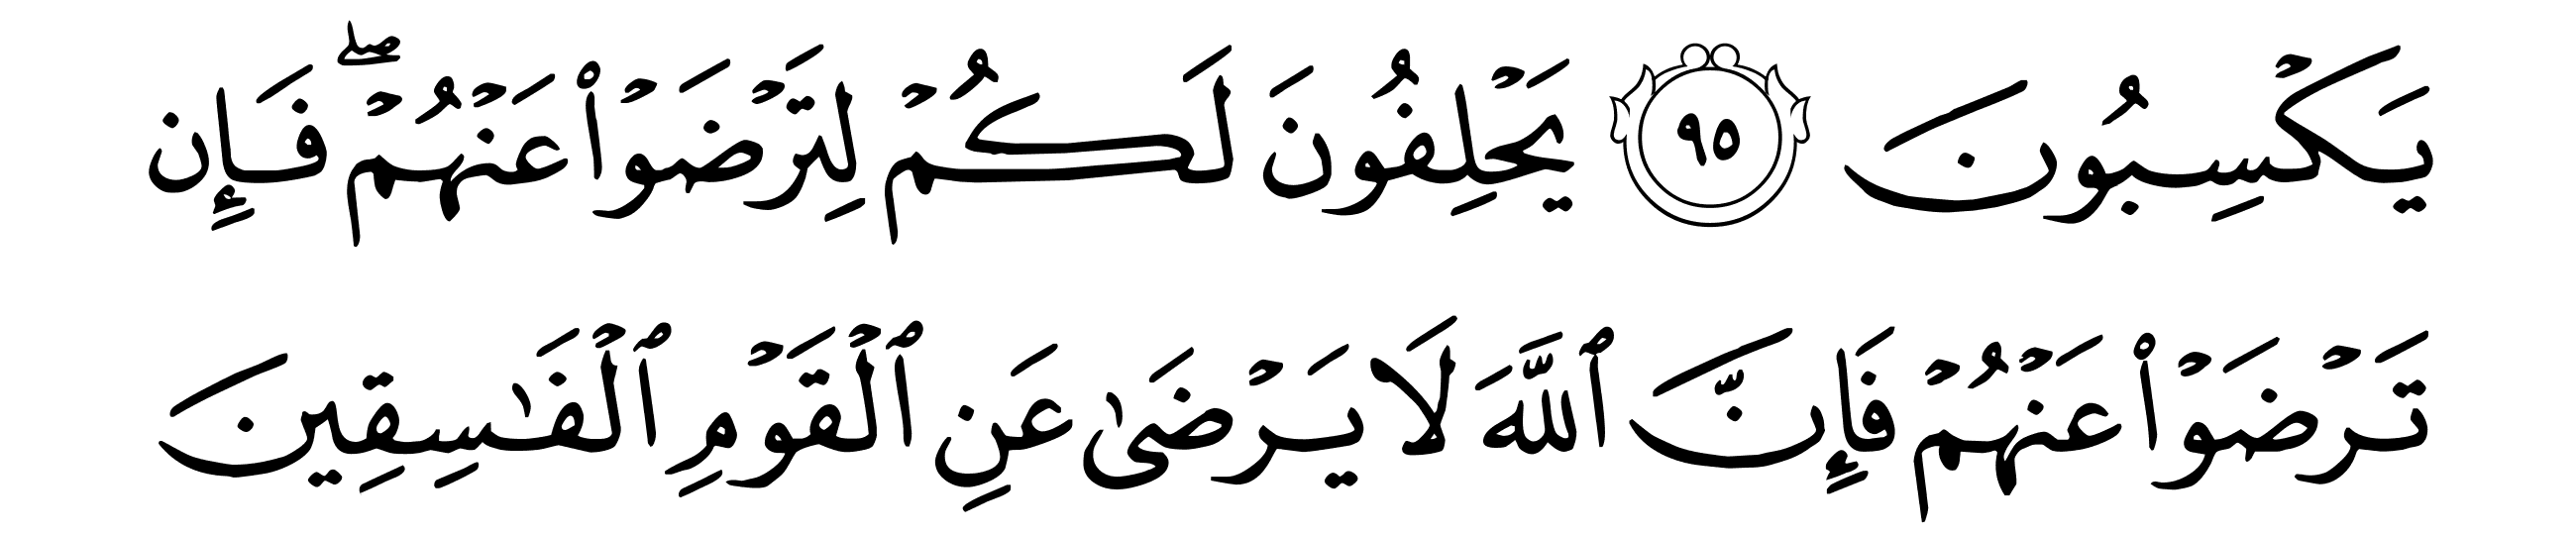 يَكْسِبُونَ ٩٥ يَحْلِفُونَ لَكُمْ لِتَرْضَوْا۟ عَنْهُمْ ۖ فَإِن
تَرْضَوْا۟ عَنْهُمْ فَإِنَّ ٱللَّهَ لَا يَرْضَىٰ عَنِ ٱلْقَوْمِ ٱلْفَـٰسِقِينَ